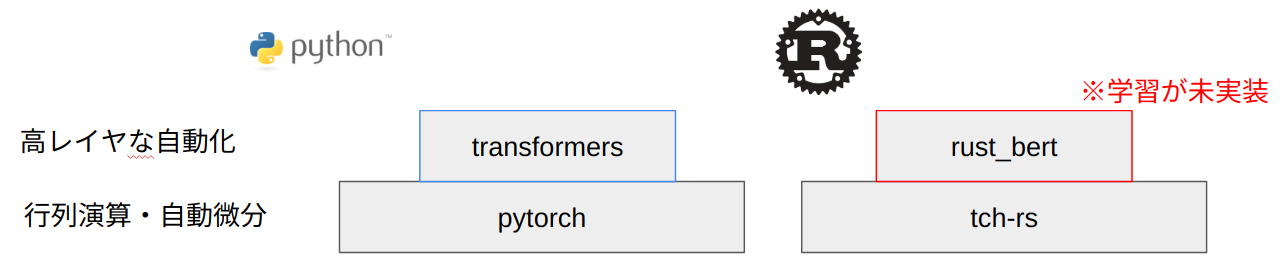 python™
R
※学習が未実装
高レイヤな自動化
transformers
rust_bert
行列演算・自動微分
pytorch
tch-rs